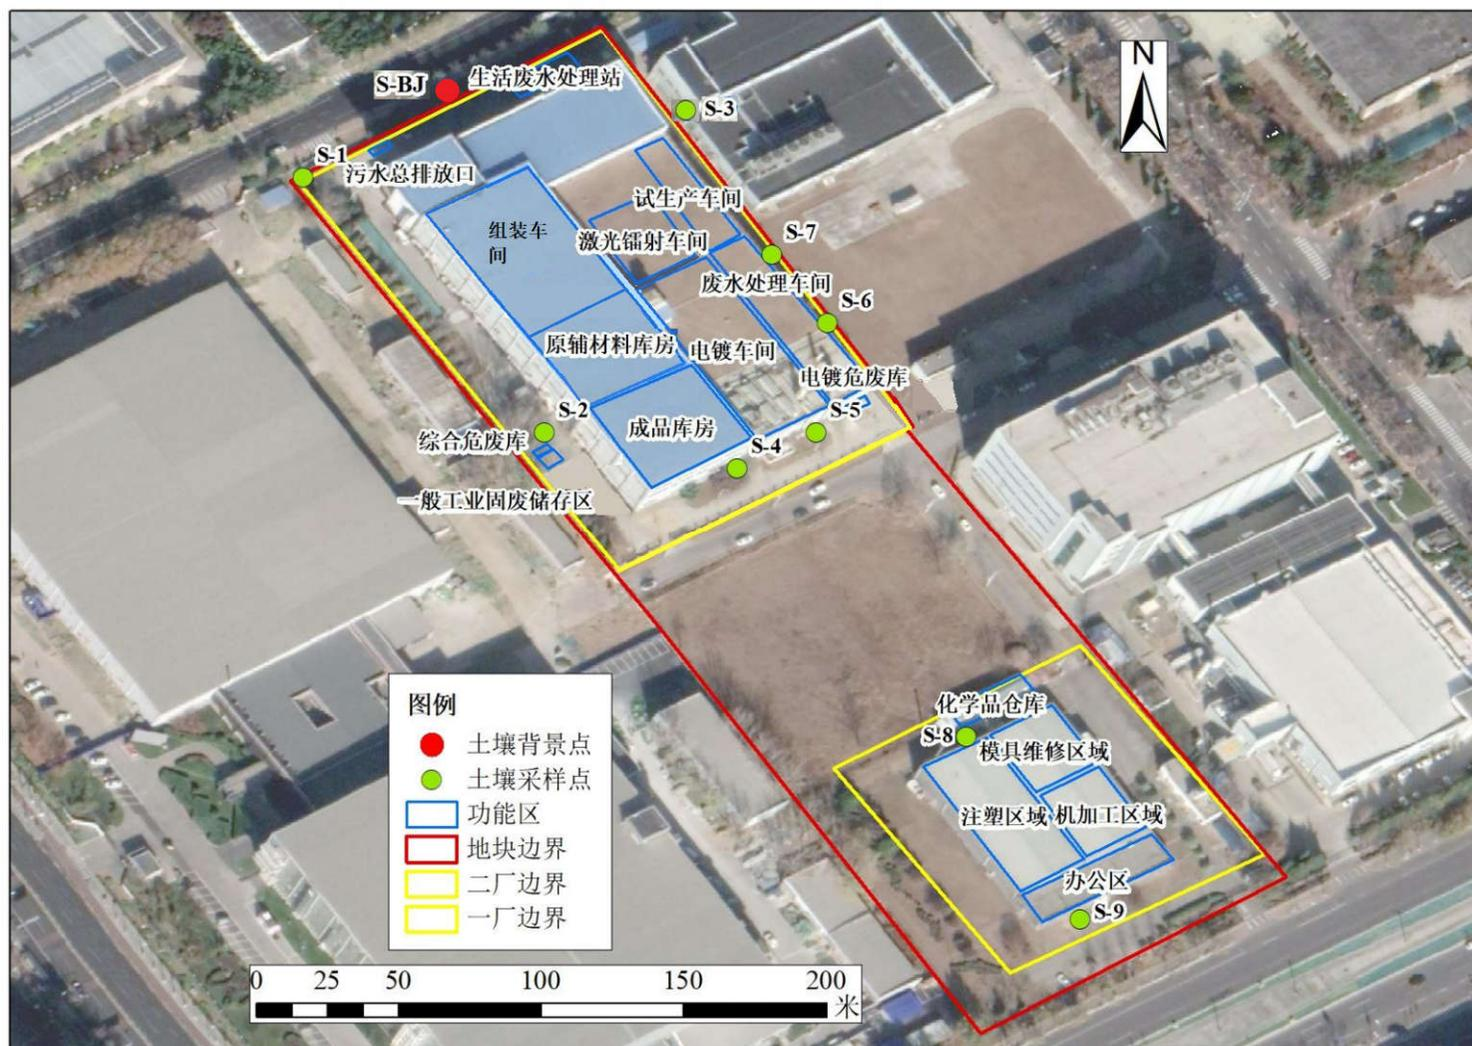 N
S-BJ
生活废水处理站
S-3
S-1
污水总排放口
试生产车间
组装车
间
激光镭射车间
S-7
废水处理车间
S-6
原辅材料库房
电镀车间
电镀危废库
S-2
S-5
成品库房
综合危废库
S-4
一般工业固废储存区
化学品仓库
S-8
模具维修区域
注塑区域
机加工区域
办公区
S-9
图例
土壤背景点
土壤采样点
功能区
地块边界
二厂边界
一厂边界
0 25 50 100 150 200
米